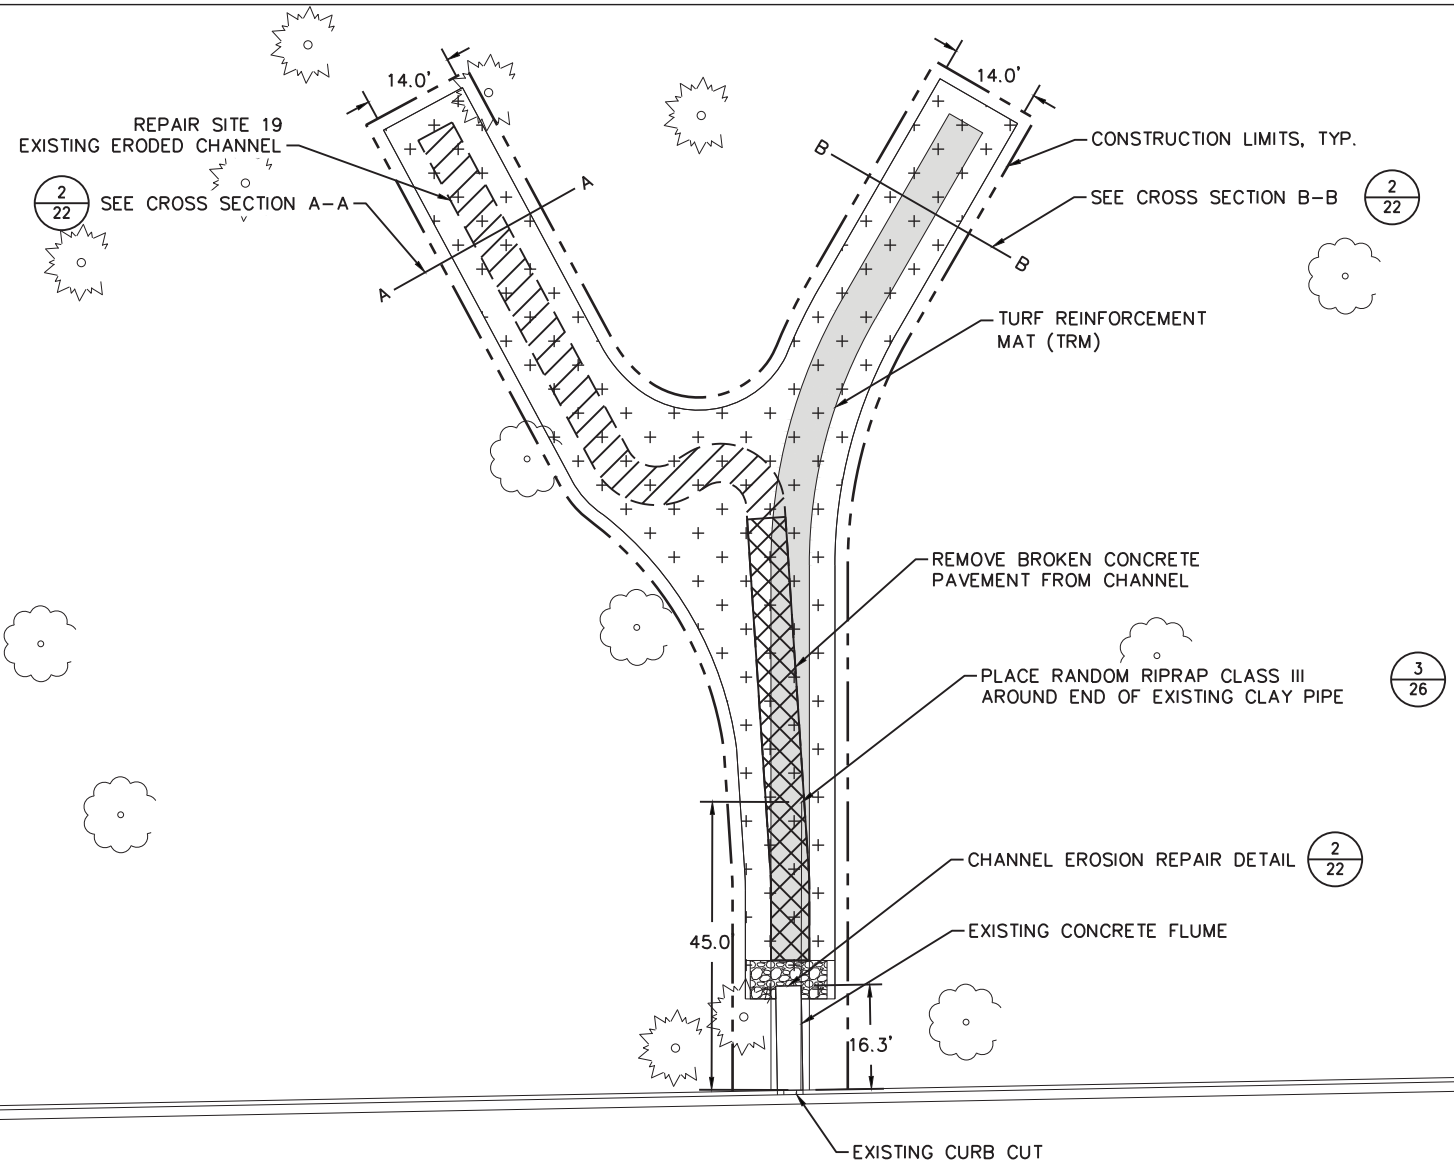 14.0'
14.0'
REPAIR SITE 19
EXISTING ERODED CHANNEL
2
22
SEE CROSS SECTION A-A
A
A
B
B
CONSTRUCTION LIMITS, TYP.
SEE CROSS SECTION B-B
2
22
TURF REINFORCEMENT
MAT (TRM)
REMOVE BROKEN CONCRETE
PAVEMENT FROM CHANNEL
PLACE RANDOM RIPRAP CLASS III
AROUND END OF EXISTING CLAY PIPE
3
26
CHANNEL EROSION REPAIR DETAIL
2
22
EXISTING CONCRETE FLUME
45.0'
16.3'
EXISTING CURB CUT